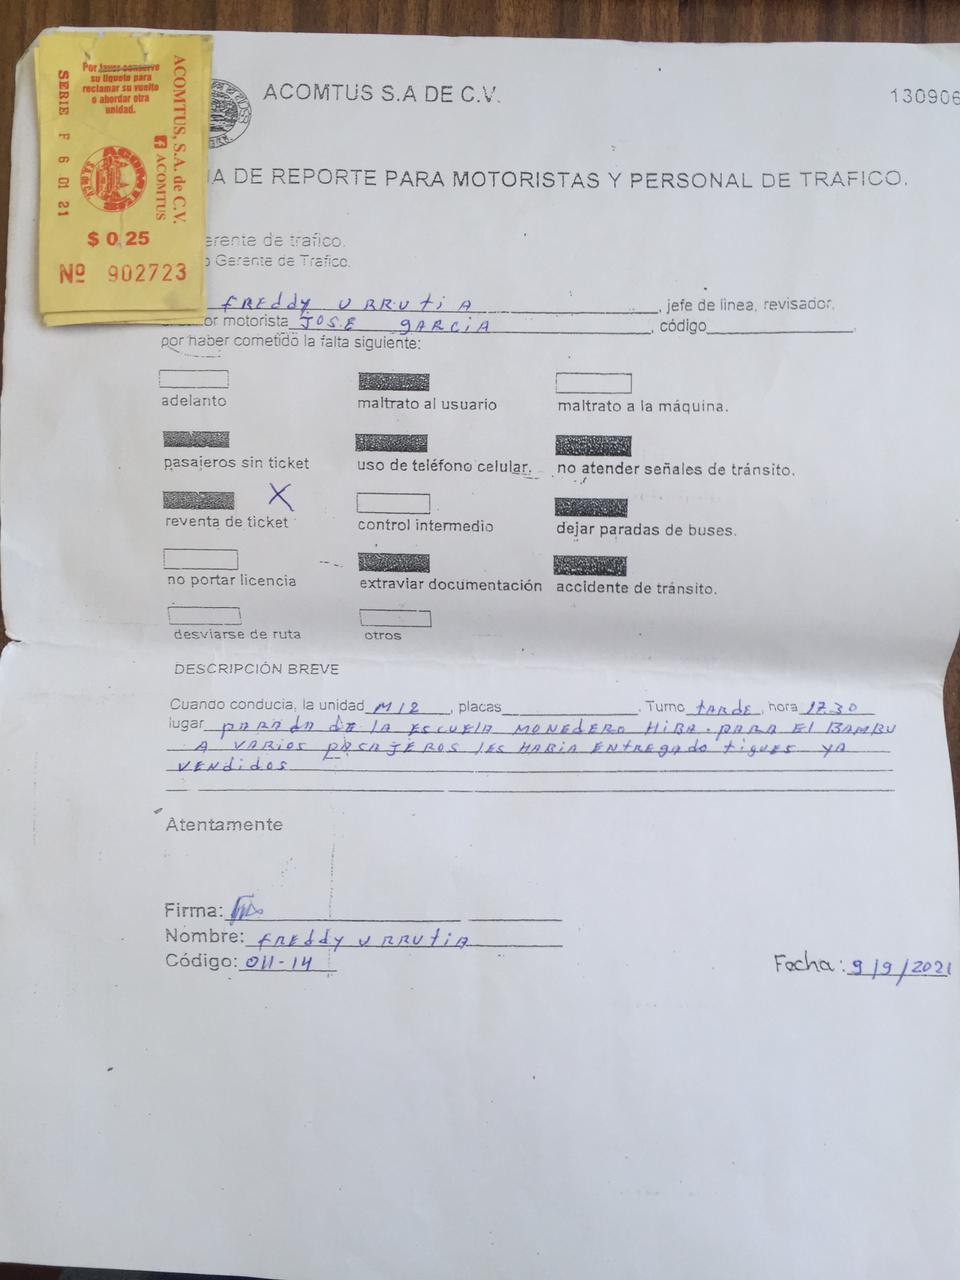 Por favor conserve
su tiquete para
reclamar su vuelto
o abordar otra
unidad.
SERIE F 6 01 21
ACOMTUS, S.A. de C.V.
ACOMTUS
ACOMTUS
S.A. de C.V.
$ 0.25
Nº 902723
ACOMTUS S.A DE C.V.
130906
A DE REPORTE PARA MOTORISTAS Y PERSONAL DE TRAFICO.
erente de trafico.
o Gerente De Trafico.
FREddy URRUtiA, jefe de linea, revisador,
or motorista JOSE GARCIA, código
por haber cometido la falta siguiente:
adelanto maltrato al usuario maltrato a la máquina.
pasajeros sin ticket uso de teléfono celular. no atender señales de tránsito.
X
reventa de ticket control intermedio dejar paradas de buses.
no portar licencia extraviar documentación accidente de tránsito.
desviarse de ruta otros
DESCRIPCIÓN BREVE
Cuando conducia, la unidad M12, placas. Turno tARdE, hora 17.30
lugar PARADA DE LA ESCUELA MONEDERO HIBA. PARA El BAMBU
A VARIOS PASAJEROS lES HABIA ENtREgAdO tiguES YA
VENdidOS
Atentamente
Firma:
Nombre: FREddy URRUtiA
Código: 011-14
Fecha: 9/9/2021